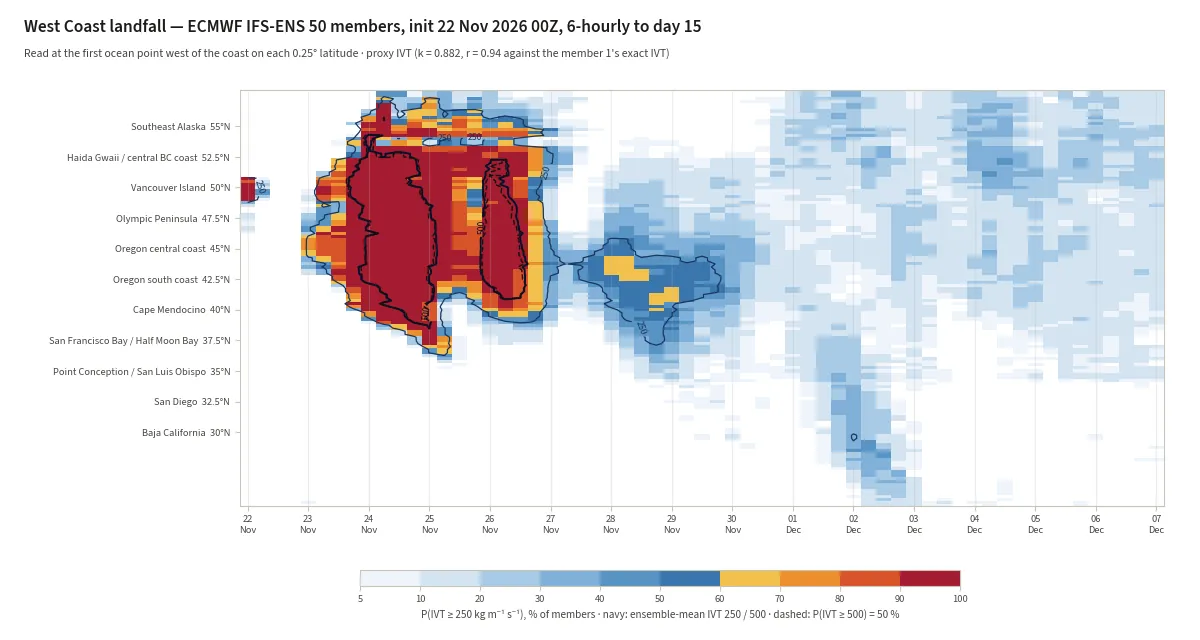 West Coast landfall — ECMWF IFS-ENS 50 members, init 22 Nov 2026 00Z, 6-hourly to day 15
Read at the first ocean point west of the coast on each 0.25° latitude · proxy IVT (k = 0.882, r = 0.94 against the member 1's exact IVT)
Southeast Alaska 55°N
Haida Gwaii / central BC coast 52.5°N
Vancouver Island 50°N
Olympic Peninsula 47.5°N
Oregon central coast 45°N
Oregon south coast 42.5°N
Cape Mendocino 40°N
San Francisco Bay / Half Moon Bay 37.5°N
Point Conception / San Luis Obispo 35°N
San Diego 32.5°N
Baja California 30°N
250
250
250
250
500
500
250
22 23 24 25 26 27 28 29 30 01 02 03 04 05 06 07
Nov Nov Nov Nov Nov Nov Nov Nov Nov Dec Dec Dec Dec Dec Dec Dec
5 10 20 30 40 50 60 70 80 90 100
P(IVT ≥ 250 kg m⁻¹ s⁻¹), % of members · navy: ensemble-mean IVT 250 / 500 · dashed: P(IVT ≥ 500) = 50 %